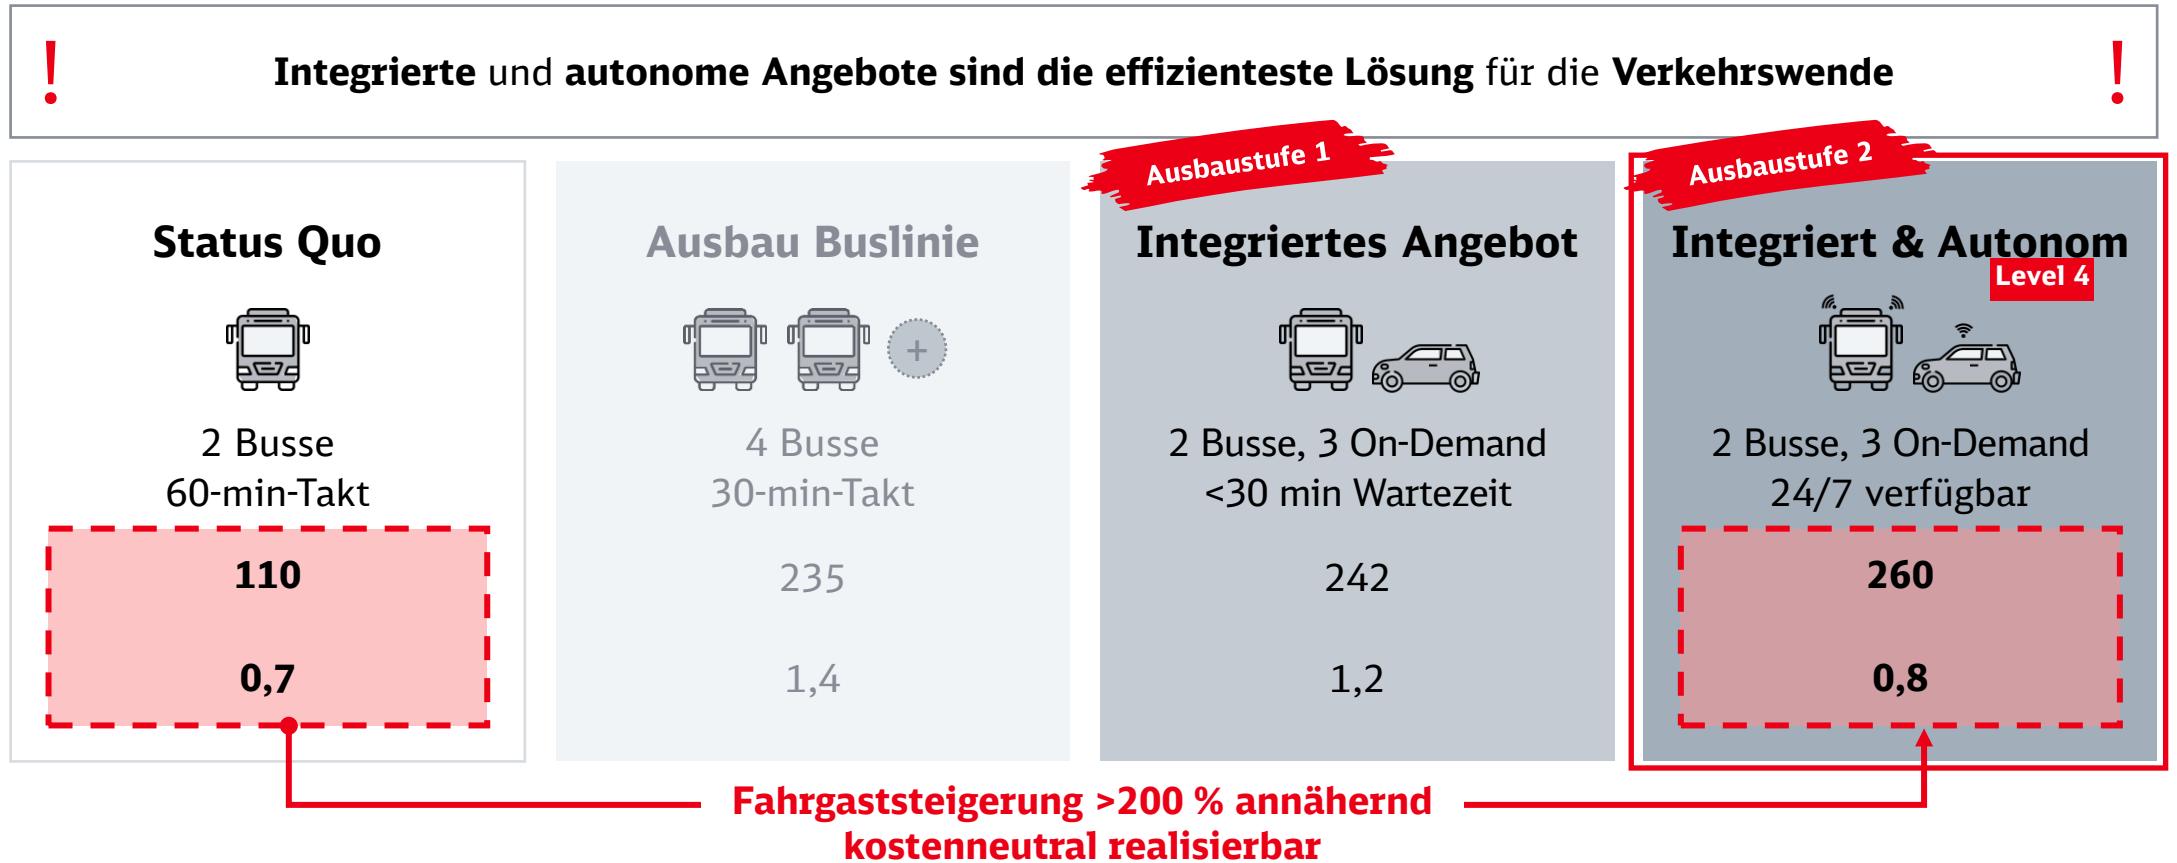 !
Integrierte und autonome Angebote sind die effizienteste Lösung für die Verkehrswende
!
Status Quo
2 Busse
60-min-Takt
110
0,7
Ausbau Buslinie
+
4 Busse
30-min-Takt
235
1,4
Ausbaustufe 1
Integriertes Angebot
2 Busse, 3 On-Demand
<30 min Wartezeit
242
1,2
Ausbaustufe 2
Integriert & Autonom
Level 4
2 Busse, 3 On-Demand
24/7 verfügbar
260
0,8
Fahrgaststeigerung >200 % annähernd
kostenneutral realisierbar